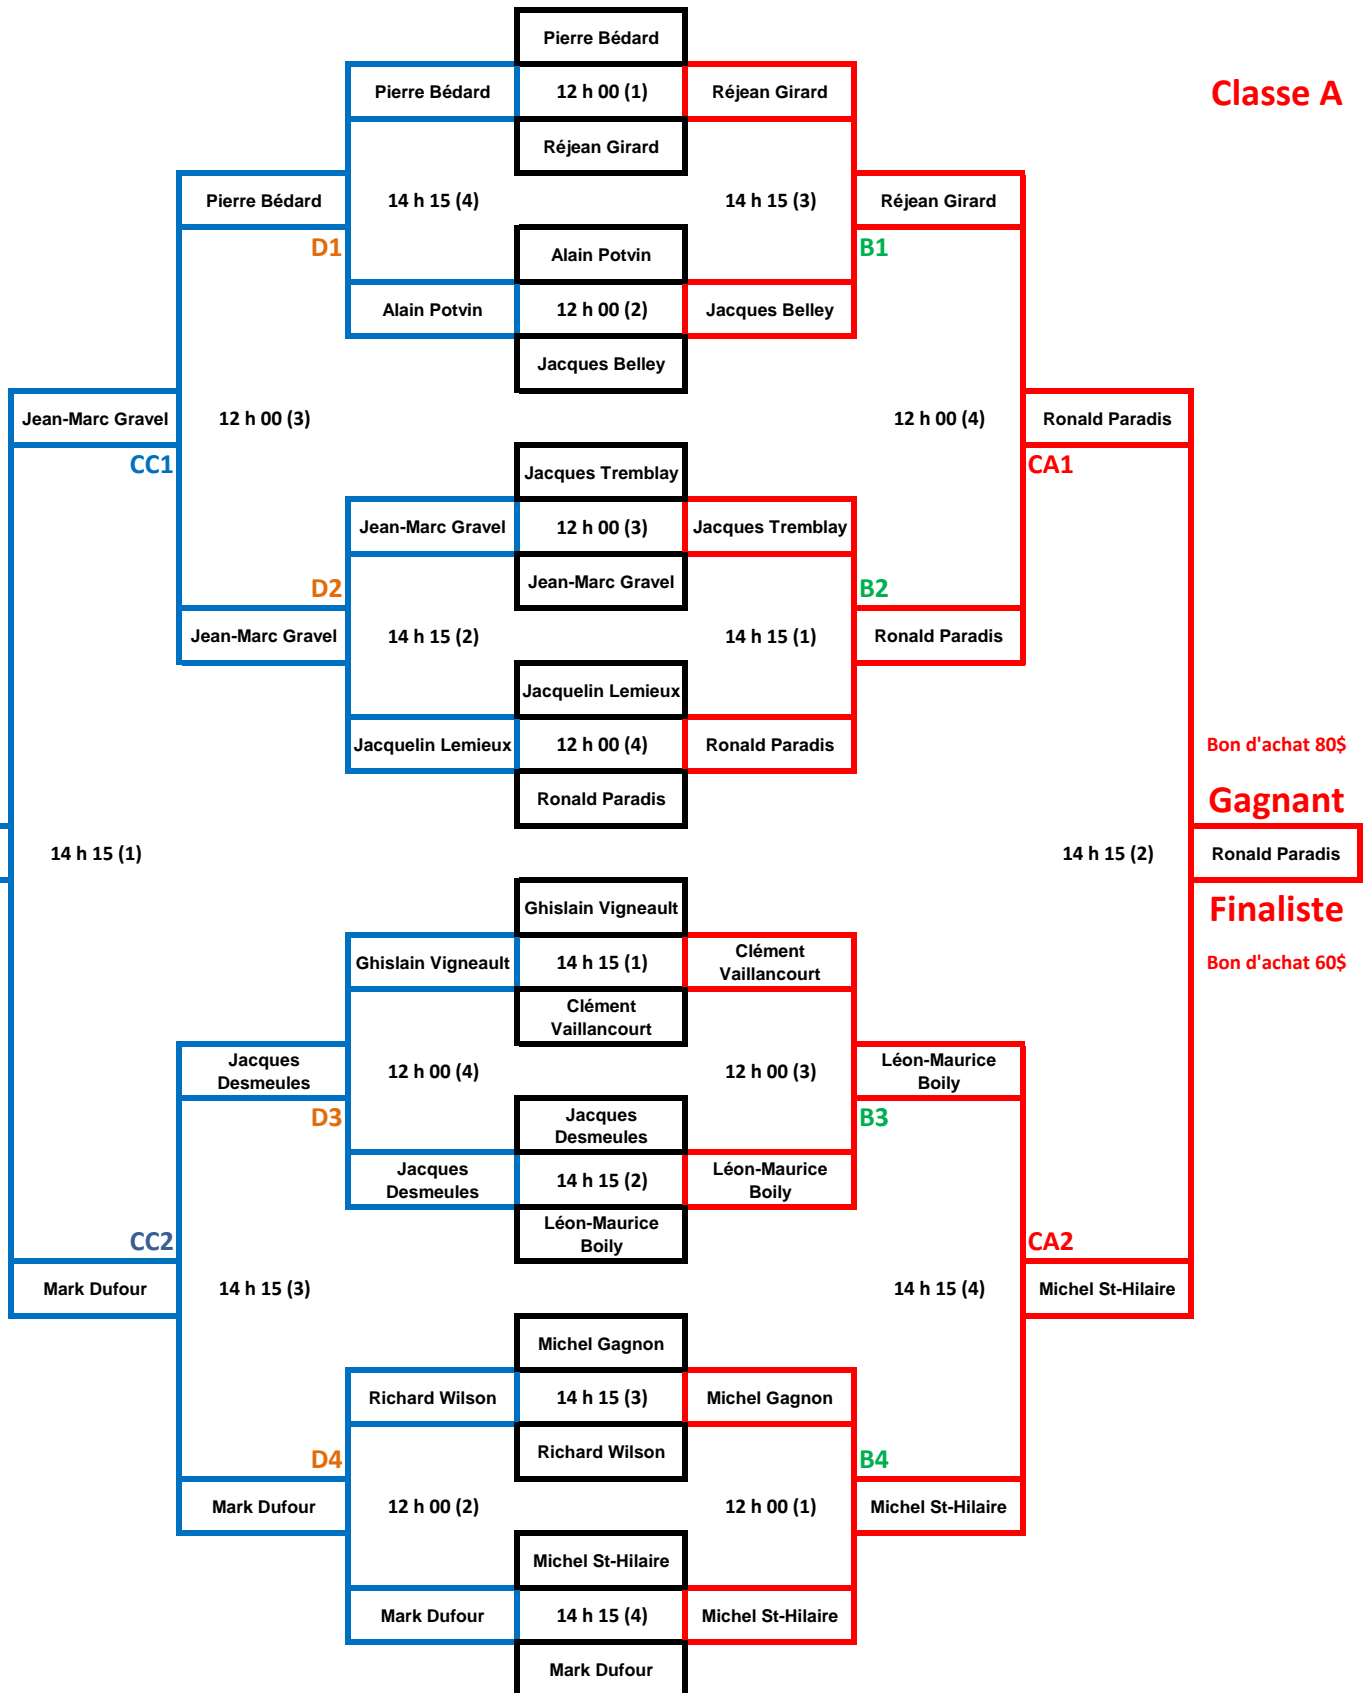 Pierre Bédard
Pierre Bédard
12 h 00 (1)
Réjean Girard
Classe A
Réjean Girard
Pierre Bédard
14 h 15 (4)
14 h 15 (3)
Réjean Girard
D1
Alain Potvin
B1
Alain Potvin
12 h 00 (2)
Jacques Belley
Jacques Belley
Jean-Marc Gravel
12 h 00 (3)
12 h 00 (4)
Ronald Paradis
CC1
Jacques Tremblay
CA1
Jean-Marc Gravel
12 h 00 (3)
Jacques Tremblay
D2
Jean-Marc Gravel
B2
Jean-Marc Gravel
14 h 15 (2)
14 h 15 (1)
Ronald Paradis
Jacquelin Lemieux
Jacquelin Lemieux
12 h 00 (4)
Ronald Paradis
Bon d'achat 80$
Ronald Paradis
Gagnant
14 h 15 (1)
14 h 15 (2)
Ronald Paradis
Ghislain Vigneault
Finaliste
Ghislain Vigneault
14 h 15 (1)
Clément
Vaillancourt
Bon d'achat 60$
Clément
Vaillancourt
Jacques
Desmeules
12 h 00 (4)
12 h 00 (3)
Léon-Maurice
Boily
D3
Jacques
Desmeules
B3
Jacques
Desmeules
14 h 15 (2)
Léon-Maurice
Boily
CC2
Léon-Maurice
Boily
CA2
Mark Dufour
14 h 15 (3)
14 h 15 (4)
Michel St-Hilaire
Michel Gagnon
Richard Wilson
14 h 15 (3)
Michel Gagnon
D4
Richard Wilson
B4
Mark Dufour
12 h 00 (2)
12 h 00 (1)
Michel St-Hilaire
Michel St-Hilaire
Mark Dufour
14 h 15 (4)
Michel St-Hilaire
Mark Dufour